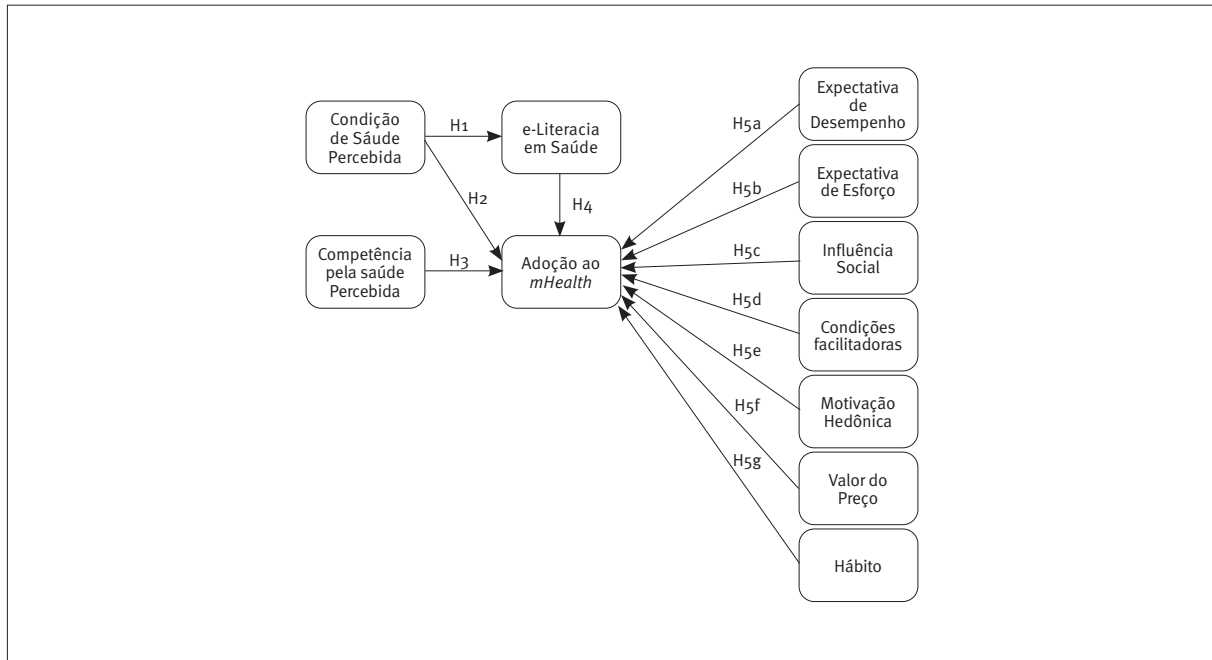 Condição
de Sáude
Percebida
H1
e-Literacia
em Saúde
H2
H4
Competência
pela saúde
Percebida
H3
Adoção ao
mHealth
H5a
H5b
H5c
H5d
H5e
H5f
H5g
Expectativa
de
Desempenho
Expectativa
de Esforço
Influência
Social
Condições
facilitadoras
Motivação
Hedônica
Valor do
Preço
Hábito